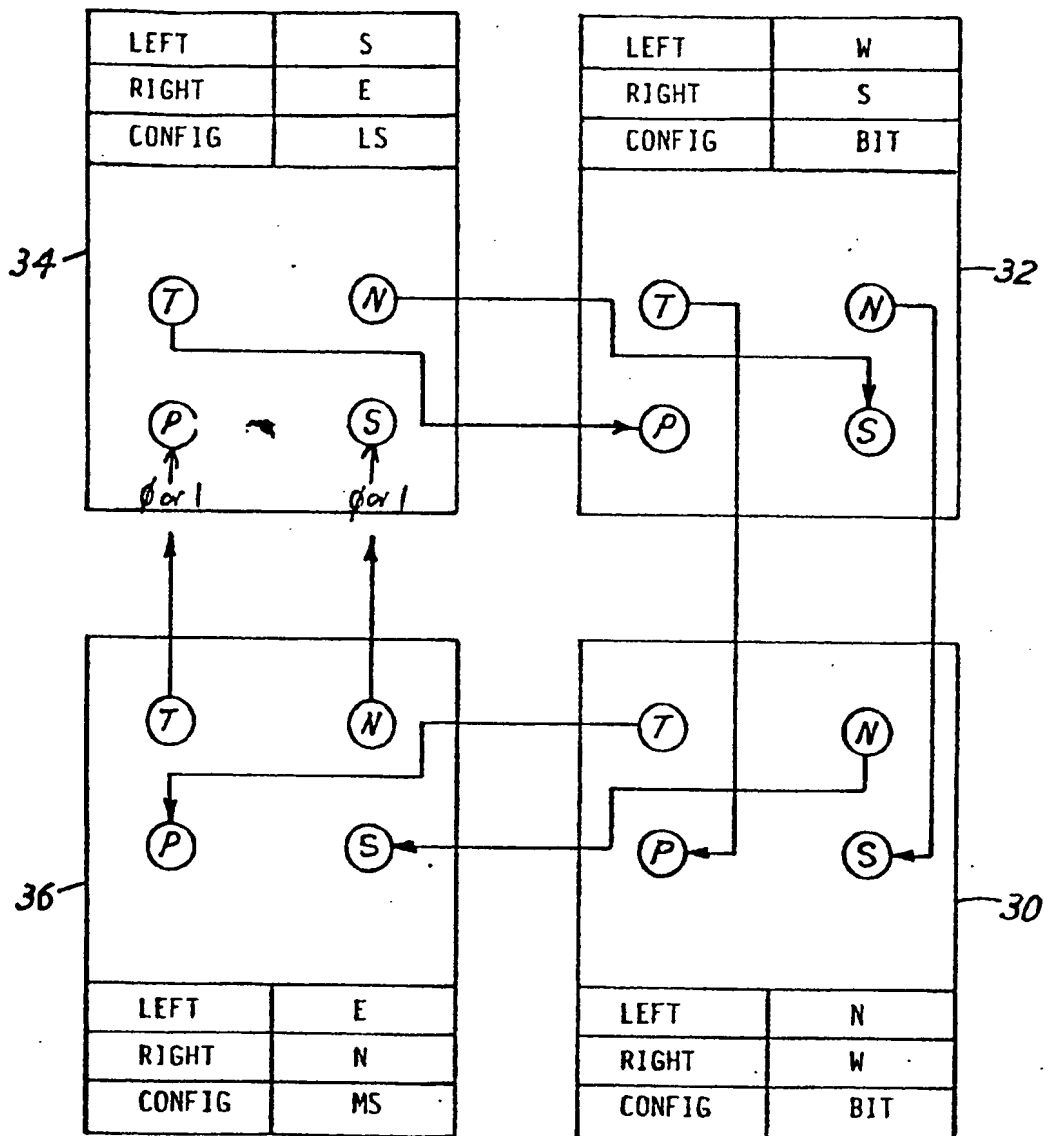 LEFT S
RIGHT E
CONFIG LS
LEFT W
RIGHT S
CONFIG BIT
34
T N
P S
φ or 1 φ or 1
T N
P S
32
T N
P S
36
T N
P S
30
LEFT E
RIGHT N
CONFIG MS
LEFT N
RIGHT W
CONFIG BIT